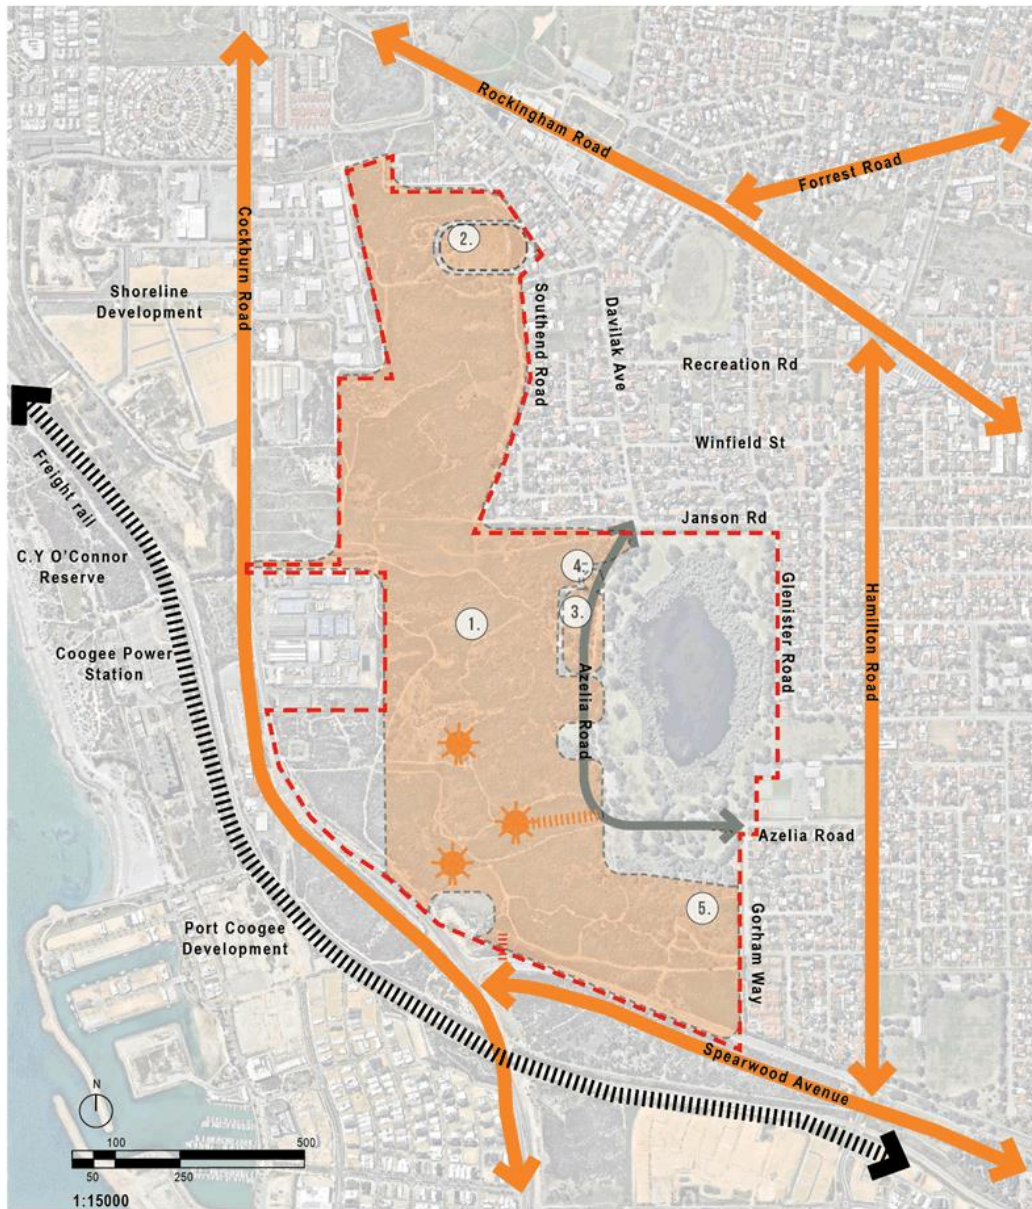 Rockingham Road
Forrest Road
Cockburn Road
2.
Shoreline
Development
Southend Road
Davilak Ave
Recreation Rd
Winfield St
Freight rail
Janson Rd
C.Y O'Connor
Reserve
4.
3.
1.
Glenister Road
Hamilton Road
Coogee Power
Station
Azelia Road
Azelia Road
5.
Gorham Way
Port Coogee
Development
Spearwood Avenue
N
100
500
50
250
1:15000